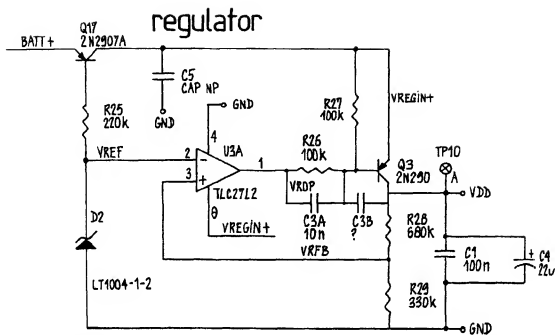 regulator
Q17
2N2907A
BATT+
C5
CAP NP
GND
R25
220k
GND
4
R27
100k
VREGIN+
R26
100k
U3A
VREF
2
3
1
TLC27L2
8
VREGIN+
VROP
C3A
10n
C3B
?
Q3
2N290
TP10
A
VDD
D2
LT1004-1-2
VRFB
R28
680k
C1
100n
C4
22u
R29
330k
GND